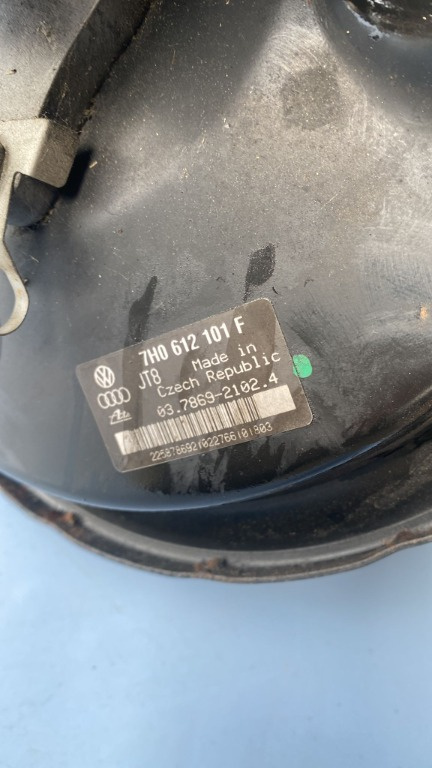 7H0 612 101 F
JT8 Made in
Czech Republic
03.7869-2102.4